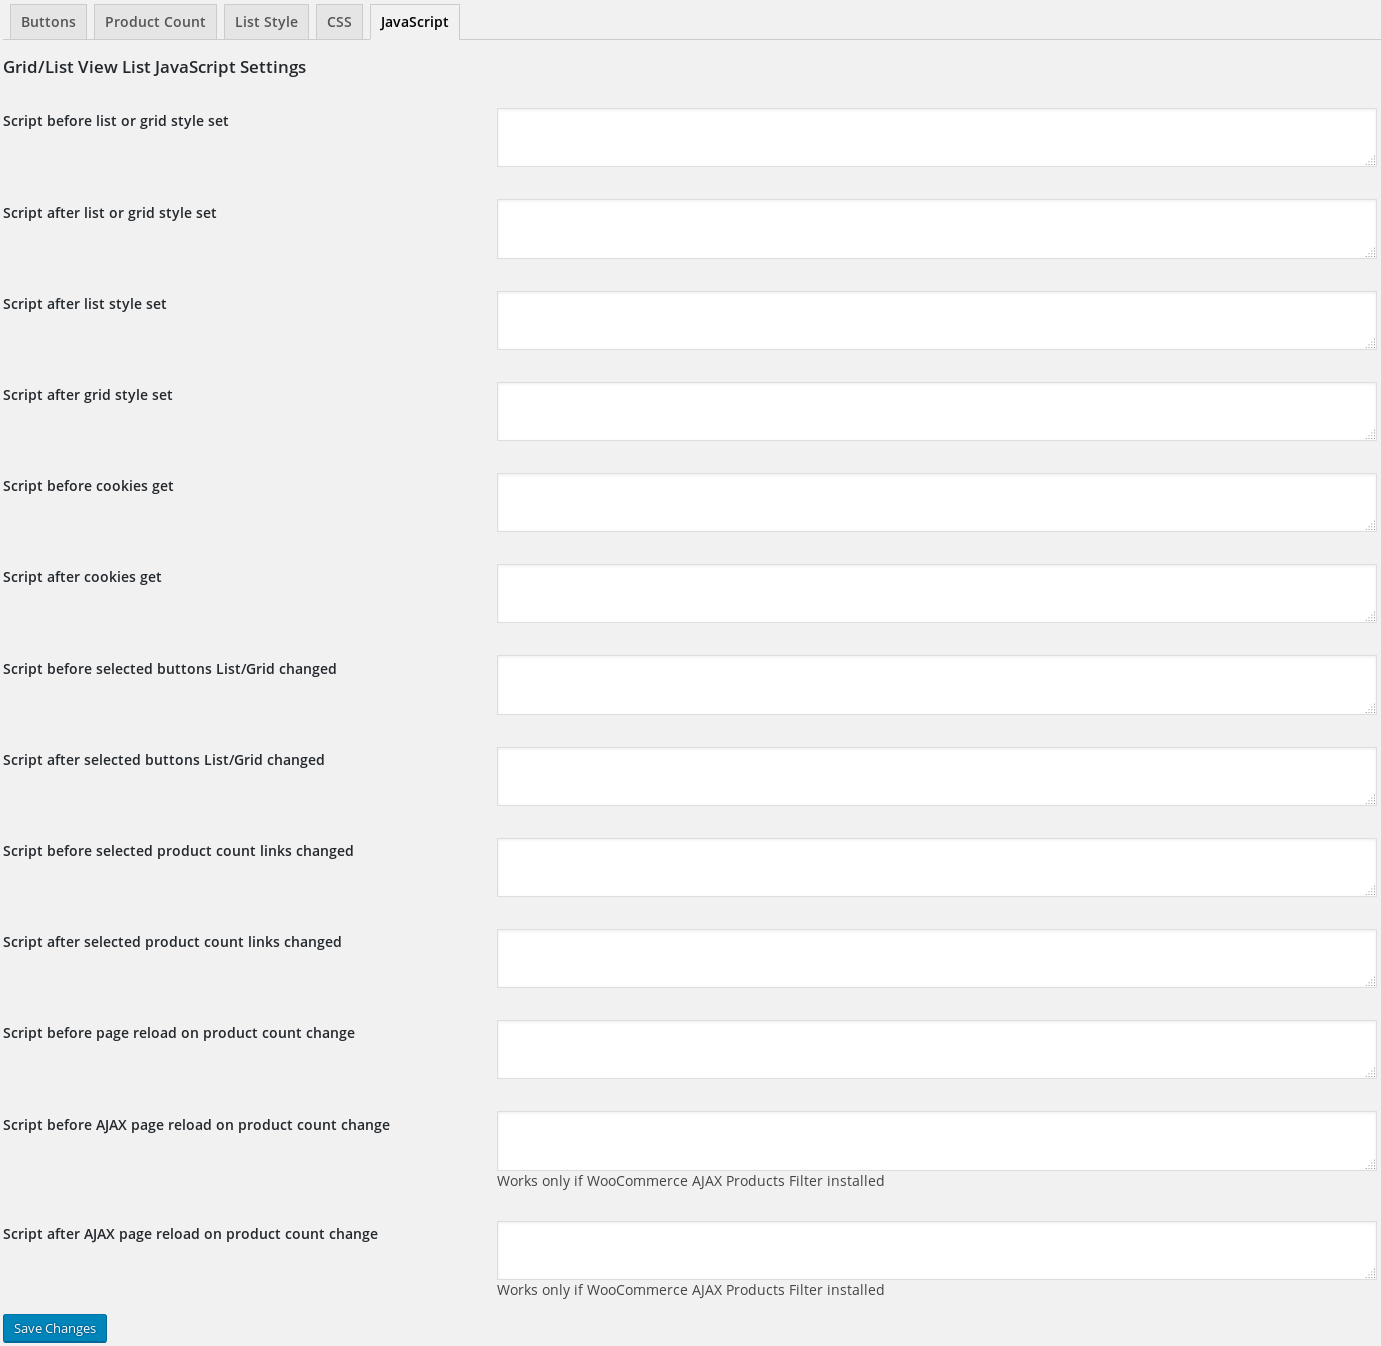 Buttons Product Count List Style CSS JavaScript
Grid/List View List JavaScript Settings
Script before list or grid style set
Script after list or grid style set
Script after list style set
Script after grid style set
Script before cookies get
Script after cookies get
Script before selected buttons List/Grid changed
Script after selected buttons List/Grid changed
Script before selected product count links changed
Script after selected product count links changed
Script before page reload on product count change
Script before AJAX page reload on product count change
Works only if WooCommerce AJAX Products Filter installed
Script after AJAX page reload on product count change
Works only if WooCommerce AJAX Products Filter installed
Save Changes